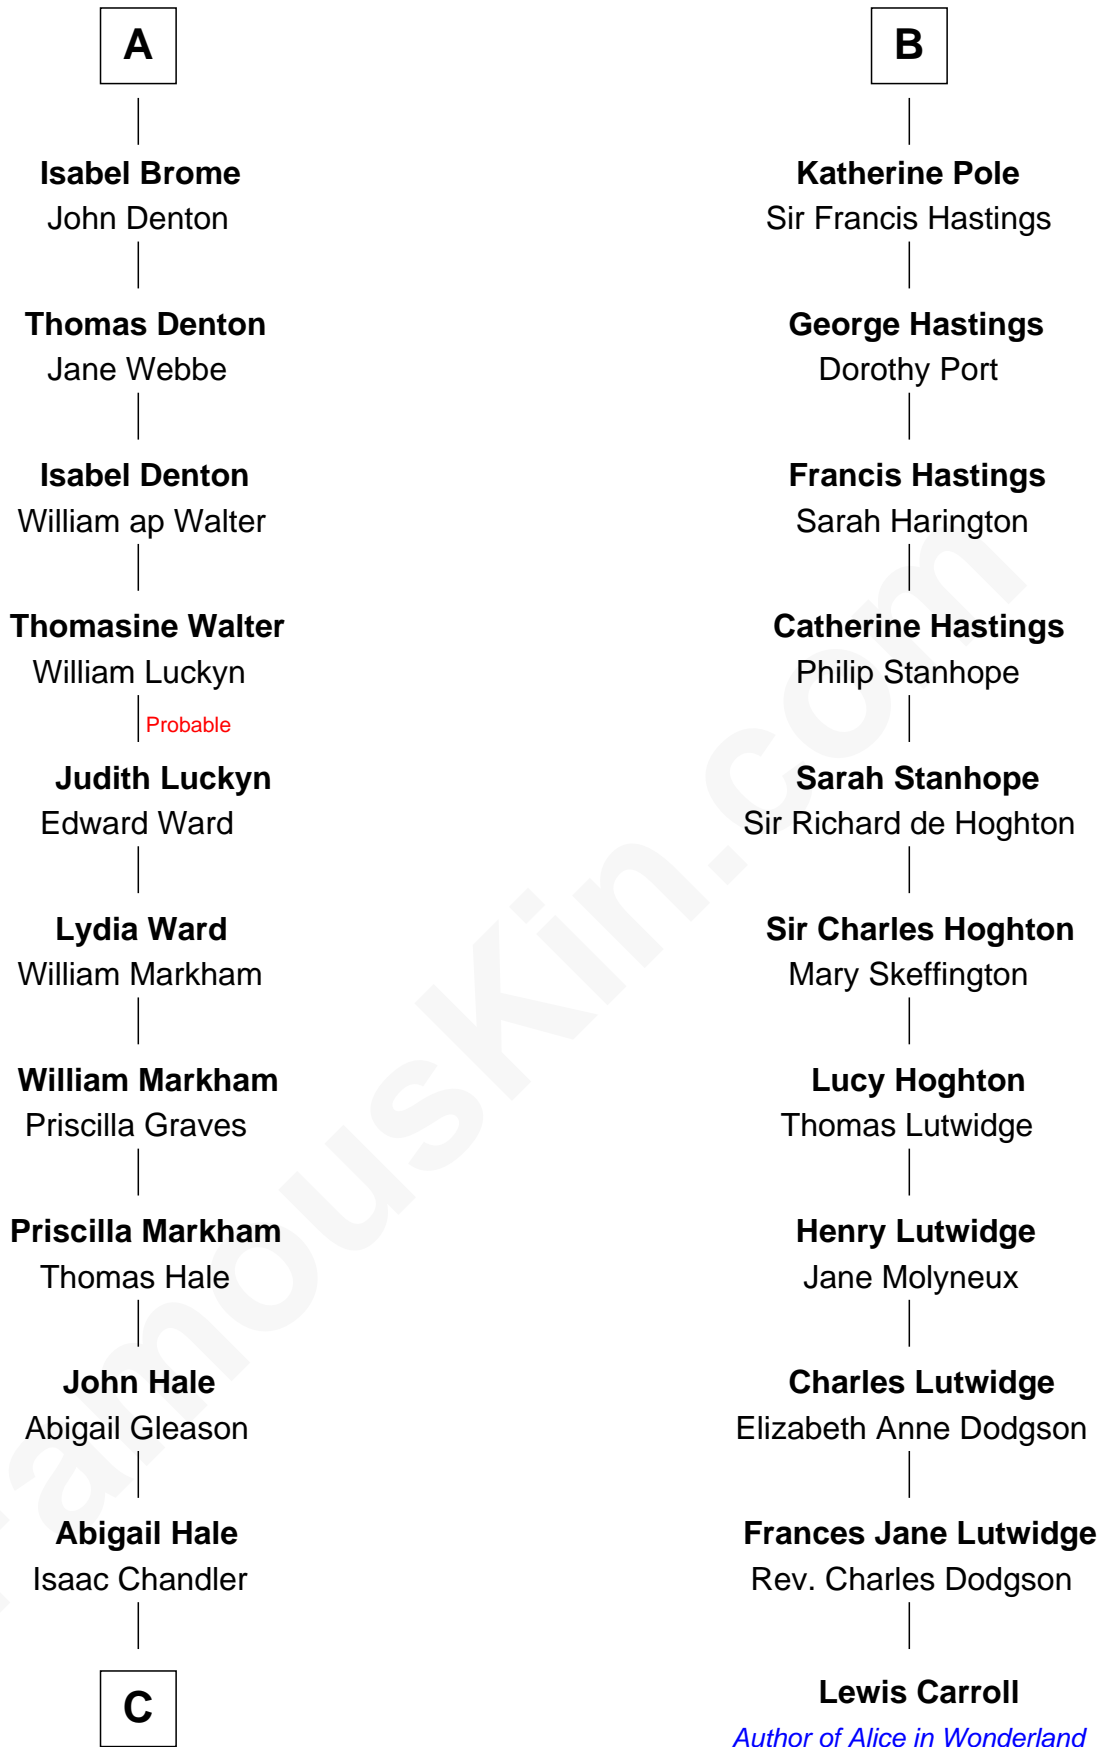 A
Isabel Brome
John Denton
Thomas Denton
Jane Webbe
Isabel Denton
William ap Walter
Thomasine Walter
William Luckyn
Probable
Judith Luckyn
Edward Ward
Lydia Ward
William Markham
William Markham
Priscilla Graves
Priscilla Markham
Thomas Hale
John Hale
Abigail Gleason
Abigail Hale
Isaac Chandler
C
B
Katherine Pole
Sir Francis Hastings
George Hastings
Dorothy Port
Francis Hastings
Sarah Harington
Catherine Hastings
Philip Stanhope
Sarah Stanhope
Sir Richard de Hoghton
Sir Charles Hoghton
Mary Skeffington
Lucy Hoghton
Thomas Lutwidge
Henry Lutwidge
Jane Molyneux
Charles Lutwidge
Elizabeth Anne Dodgson
Frances Jane Lutwidge
Rev. Charles Dodgson
Lewis Carroll
Author of Alice in Wonderland
FamousKin.com